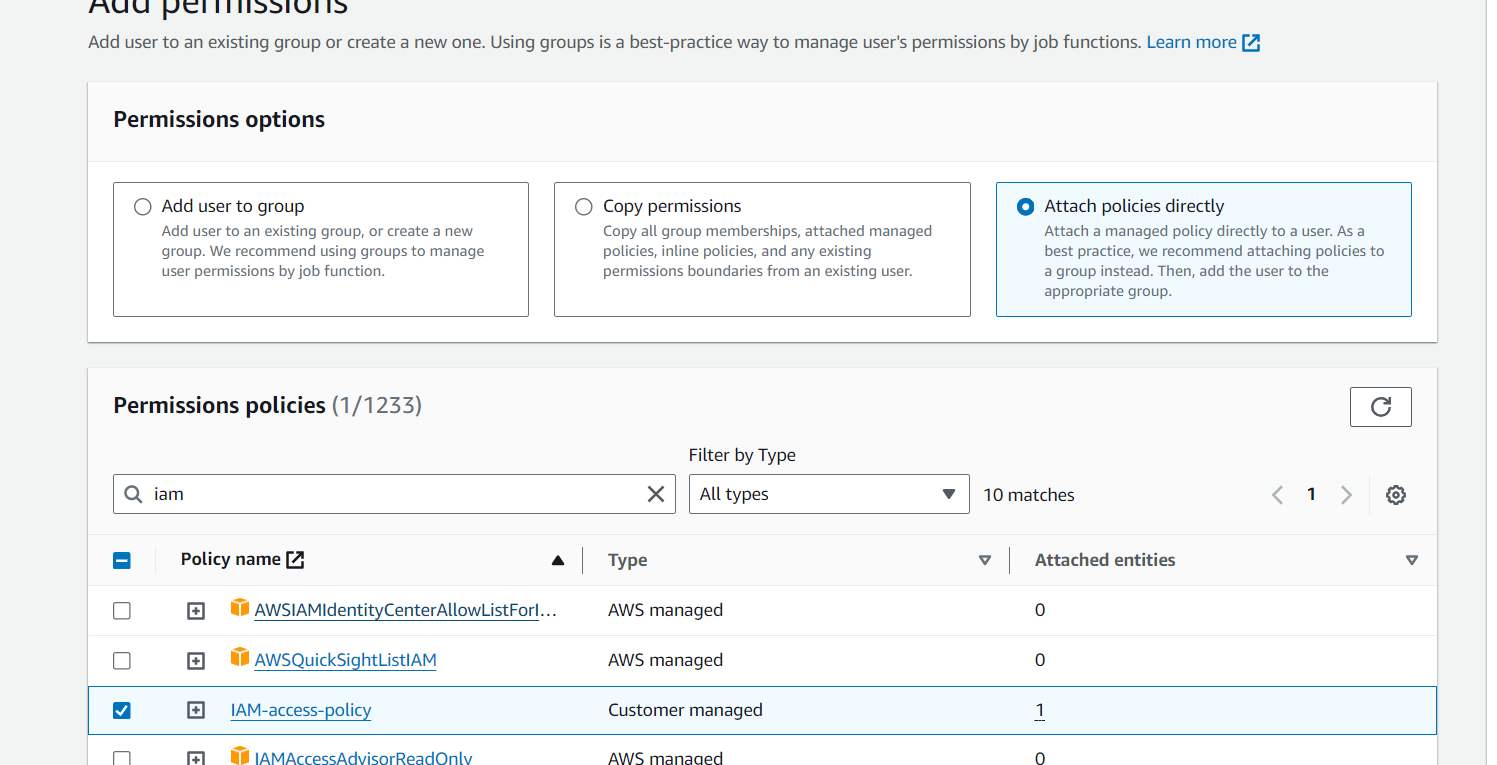 Add permissions
Add user to an existing group or create a new one. Using groups is a best-practice way to manage user's permissions by job functions. Learn more
Permissions options
Add user to group
Add user to an existing group, or create a new
group. We recommend using groups to manage
user permissions by job function.
Copy permissions
Copy all group memberships, attached managed
policies, inline policies, and any existing
permissions boundaries from an existing user.
Attach policies directly
Attach a managed policy directly to a user. As a
best practice, we recommend attaching policies to
a group instead. Then, add the user to the
appropriate group.
Permissions policies (1/1233)
Filter by Type
iam
All types
10 matches
1
Policy name
Type
Attached entities
AWSIAMIdentityCenterAllowListForI...
AWS managed
0
AWSQuickSightListIAM
AWS managed
0
IAM-access-policy
Customer managed
1
IAMAccessAdvisorReadOnly
AWS managed
0